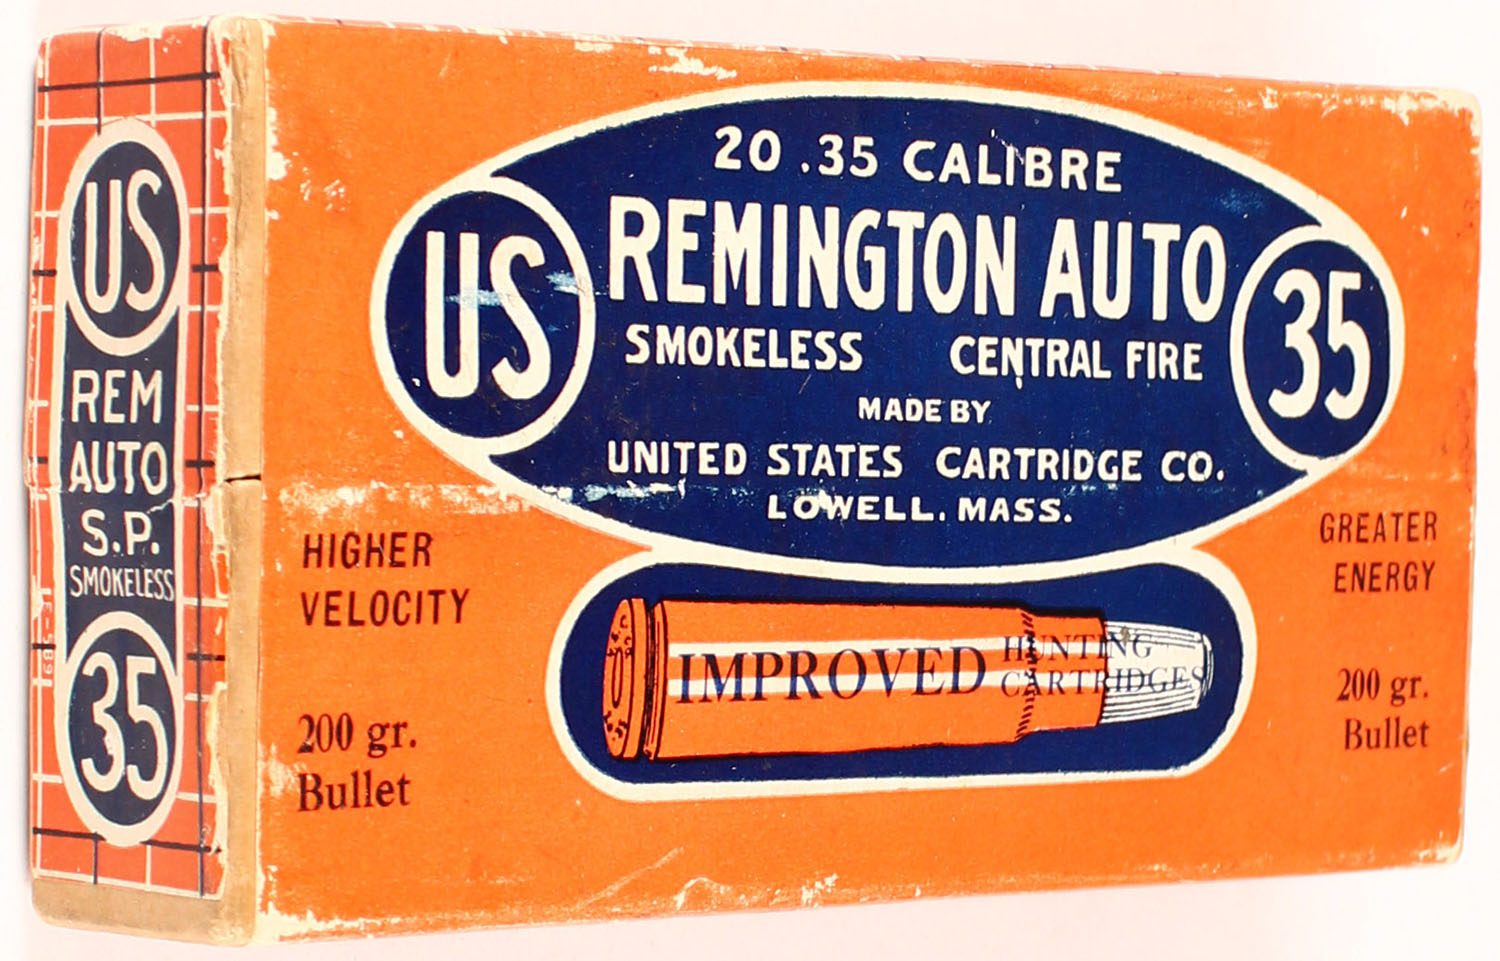 US
REM
AUTO
S.P.
SMOKELESS
35
20 .35 CALIBRE
REMINGTON AUTO
US
35
SMOKELESS CENTRAL FIRE
MADE BY
UNITED STATES CARTRIDGE CO.
LOWELL. MASS.
HIGHER
VELOCITY
GREATER
ENERGY
IMPROVED
HUNTING
CARTRIDGES
200 gr.
Bullet
200 gr.
Bullet